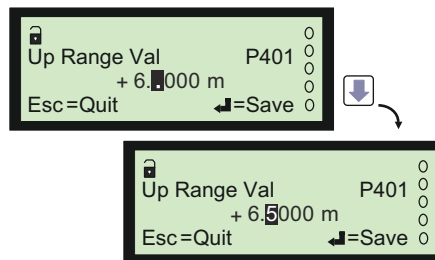 Up Range Val P401
+ 6..000 m
Esc=Quit =Save
Up Range Val P401
+ 6.5000 m
Esc=Quit =Save